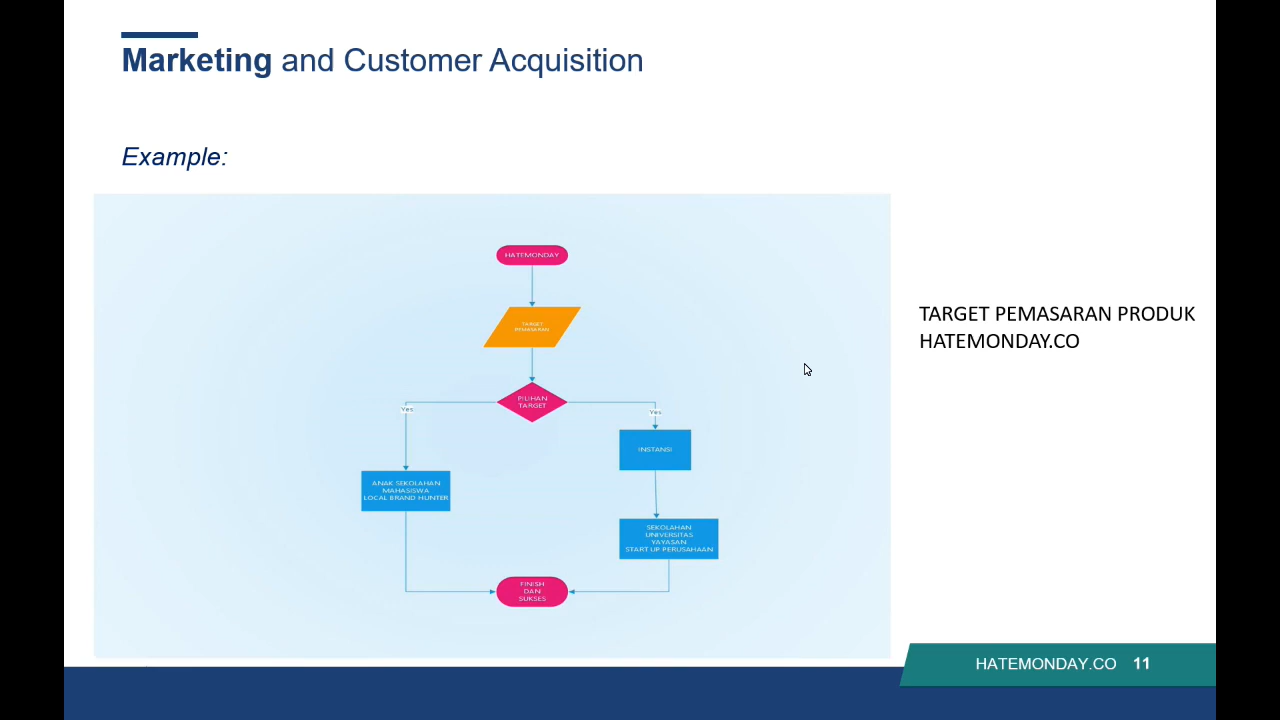 Marketing and Customer Acquisition
Example:
HATEMONDAY
TARGET
PEMASARAN
PILIHAN
TARGET
Yes
Yes
INSTANSI
ANAK SEKOLAHAN
MAHASISWA
LOCAL BRAND HUNTER
SEKOLAHAN
UNIVERSITAS
YAYASAN
START UP PERUSAHAAN
FINISH
DAN
SUKSES
TARGET PEMASARAN PRODUK
HATEMONDAY.CO
HATEMONDAY.CO 11